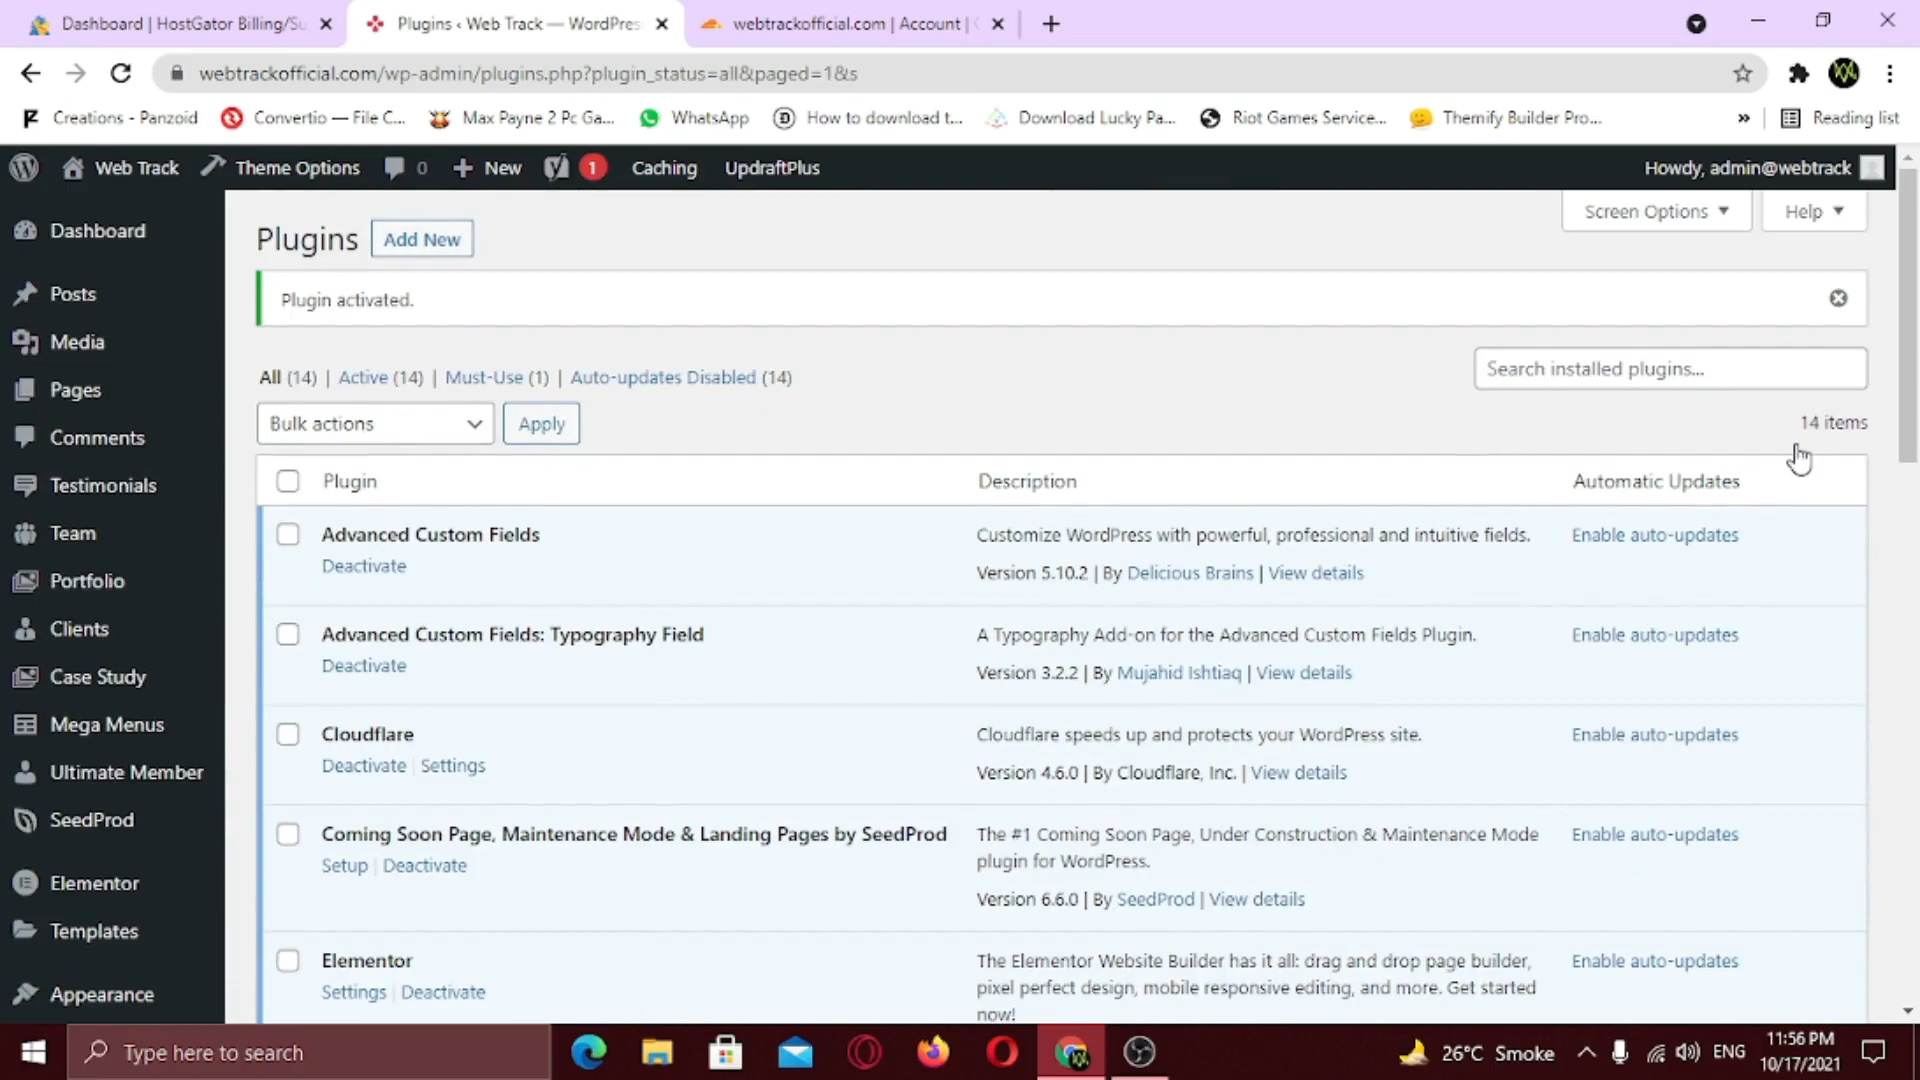 Dashboard | HostGator Billing/Su
Plugins ‹ Web Track — WordPres
webtrackofficial.com | Account |
webtrackofficial.com/wp-admin/plugins.php?plugin_status=all&paged=1&s
Creations - Panzoid
Convertio — File C...
Max Payne 2 Pc Ga...
WhatsApp
How to download t...
Download Lucky Pa...
Riot Games Service...
Themify Builder Pro...
»
Reading list
Web Track
Theme Options
0
New
1
Caching
UpdraftPlus
Howdy, admin@webtrack
Dashboard
Posts
Media
Pages
Comments
Testimonials
Team
Portfolio
Clients
Case Study
Mega Menus
Ultimate Member
SeedProd
Elementor
Templates
Appearance
Screen Options
Help
Plugins Add New
Plugin activated.
All (14) | Active (14) | Must-Use (1) | Auto-updates Disabled (14)
Search installed plugins...
Bulk actions Apply
14 items
Plugin Description Automatic Updates
Advanced Custom Fields
Deactivate
Customize WordPress with powerful, professional and intuitive fields.
Version 5.10.2 | By Delicious Brains | View details
Enable auto-updates
Advanced Custom Fields: Typography Field
Deactivate
A Typography Add-on for the Advanced Custom Fields Plugin.
Version 3.2.2 | By Mujahid Ishtiaq | View details
Enable auto-updates
Cloudflare
Deactivate | Settings
Cloudflare speeds up and protects your WordPress site.
Version 4.6.0 | By Cloudflare, Inc. | View details
Enable auto-updates
Coming Soon Page, Maintenance Mode & Landing Pages by SeedProd
Setup | Deactivate
The #1 Coming Soon Page, Under Construction & Maintenance Mode
plugin for WordPress.
Version 6.6.0 | By SeedProd | View details
Enable auto-updates
Elementor
Settings | Deactivate
The Elementor Website Builder has it all: drag and drop page builder,
pixel perfect design, mobile responsive editing, and more. Get started
now!
Enable auto-updates
Type here to search
26°C Smoke
ENG
11:56 PM
10/17/2021